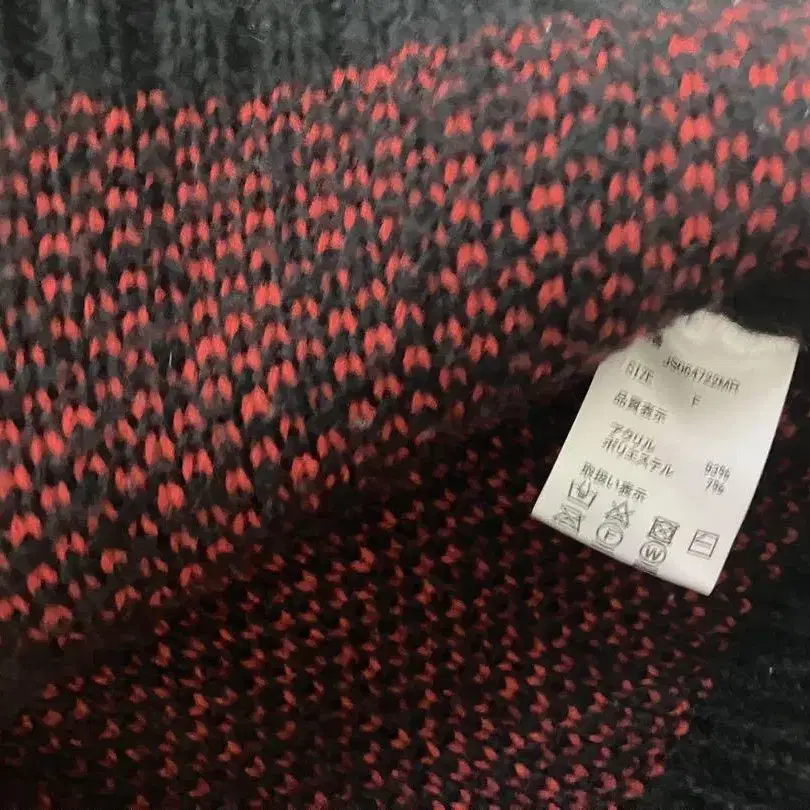 JS064722MR
SIZE F
品質表示
アクリル 93%
ポリエステル 7%
取扱い表示
F
W